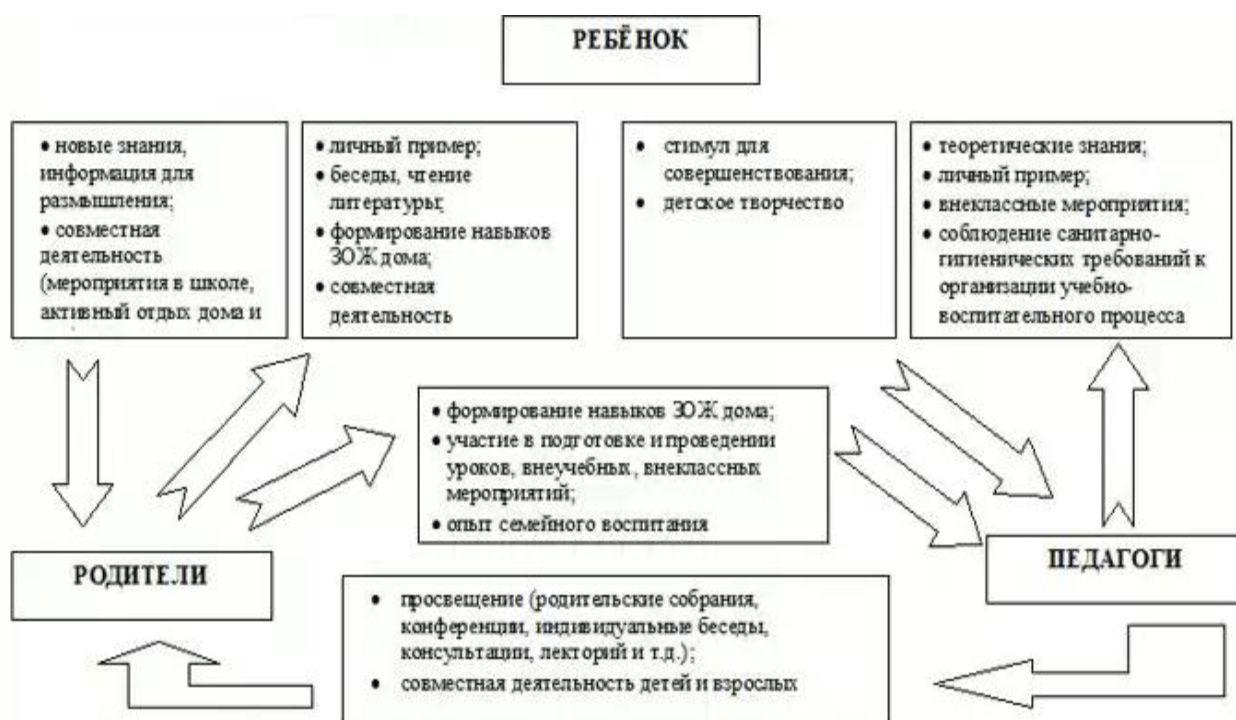 РЕБЁНОК
• новые знания,
информация для
размышления;
• совместная
деятельность
(мероприятия в школе,
активный отдых дома и
• личный пример;
• беседы, чтение
литературы;
• формирование навыков
ЗОЖ дома;
• совместная
деятельность
• стимул для
совершенствования;
• детское творчество
• теоретические знания;
• личный пример;
• внеклассные мероприятия;
• соблюдение санитарно-
гигиенических требований к
организации учебно-
воспитательного процесса
• формирование навыков ЗОЖ дома;
• участие в подготовке и проведении
уроков, внеучебных, внеклассных
мероприятий;
• опыт семейного воспитания
РОДИТЕЛИ
ПЕДАГОГИ
• просвещение (родительские собрания,
конференции, индивидуальные беседы,
консультации, лекторий и т.д.);
• совместная деятельность детей и взрослых